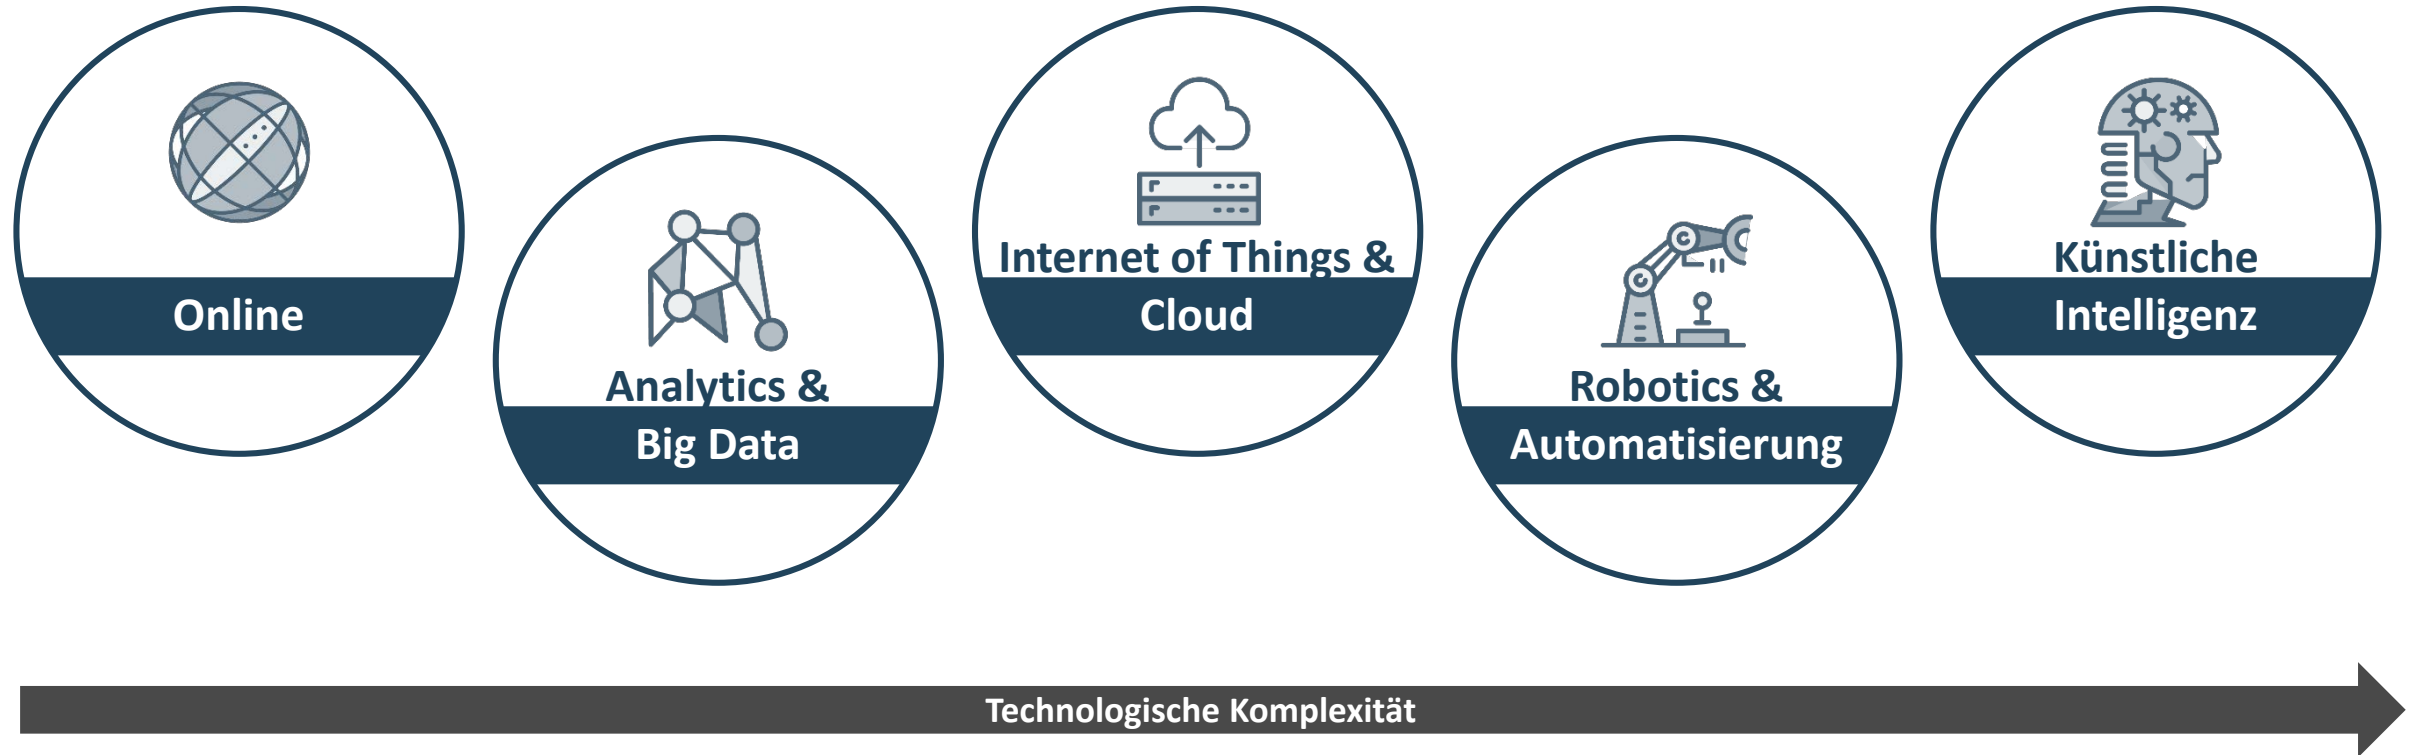 Online
Analytics &
Big Data
Internet of Things &
Cloud
Robotics &
Automatisierung
Künstliche
Intelligenz
Technologische Komplexität